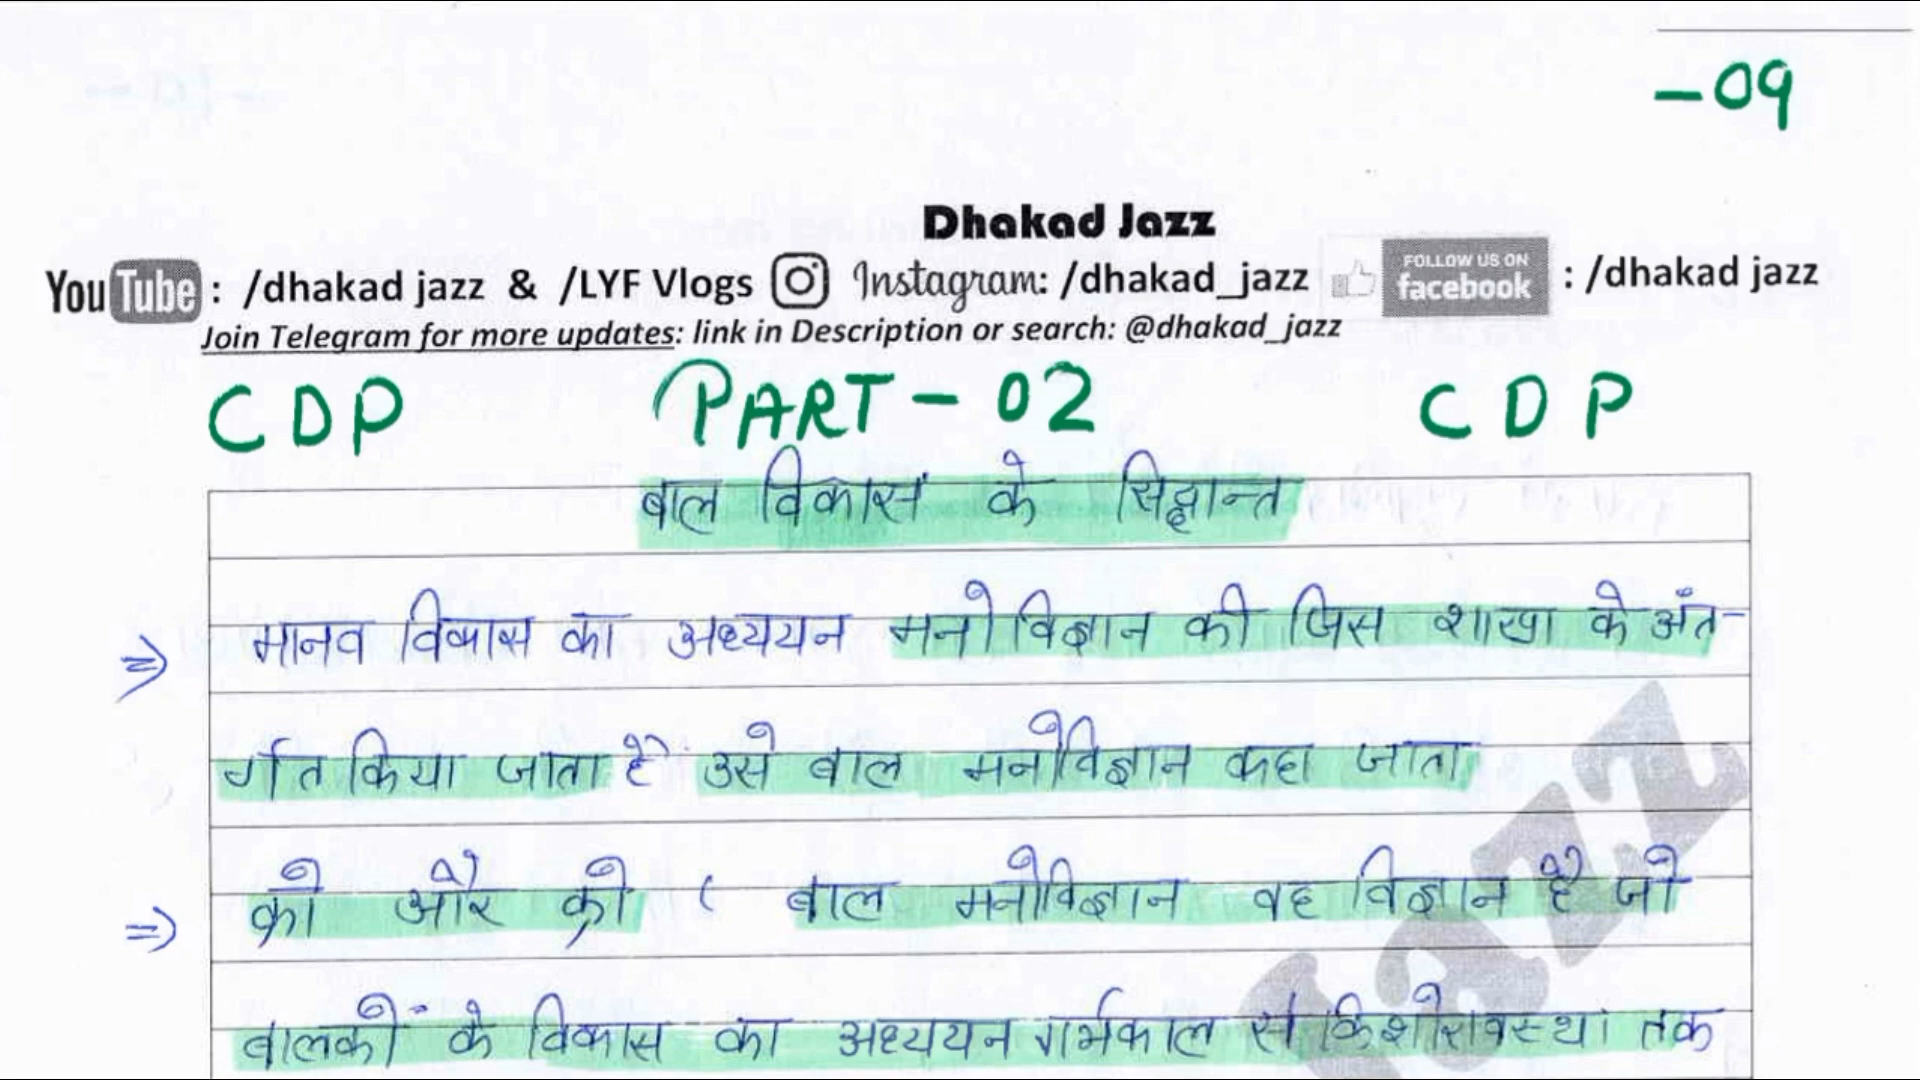 -09
Dhakad Jazz
YouTube : /dhakad jazz & /LYF Vlogs Instagram: /dhakad_jazz FOLLOW US ON facebook : /dhakad jazz
Join Telegram for more updates: link in Description or search: @dhakad_jazz
CDP PART-02 CDP
बाल विकास के सिद्धान्त
⇒ मानव विकास का अध्ययन मनोविज्ञान की जिस शाखा के अंत-
र्गत किया जाता है उसे बाल मनोविज्ञान कहा जाता
⇒ क्रो और क्रो ( बाल मनोविज्ञान वह विज्ञान है जो
बालकों के विकास का अध्ययन गर्भकाल से किशोरावस्था तक
Jazz